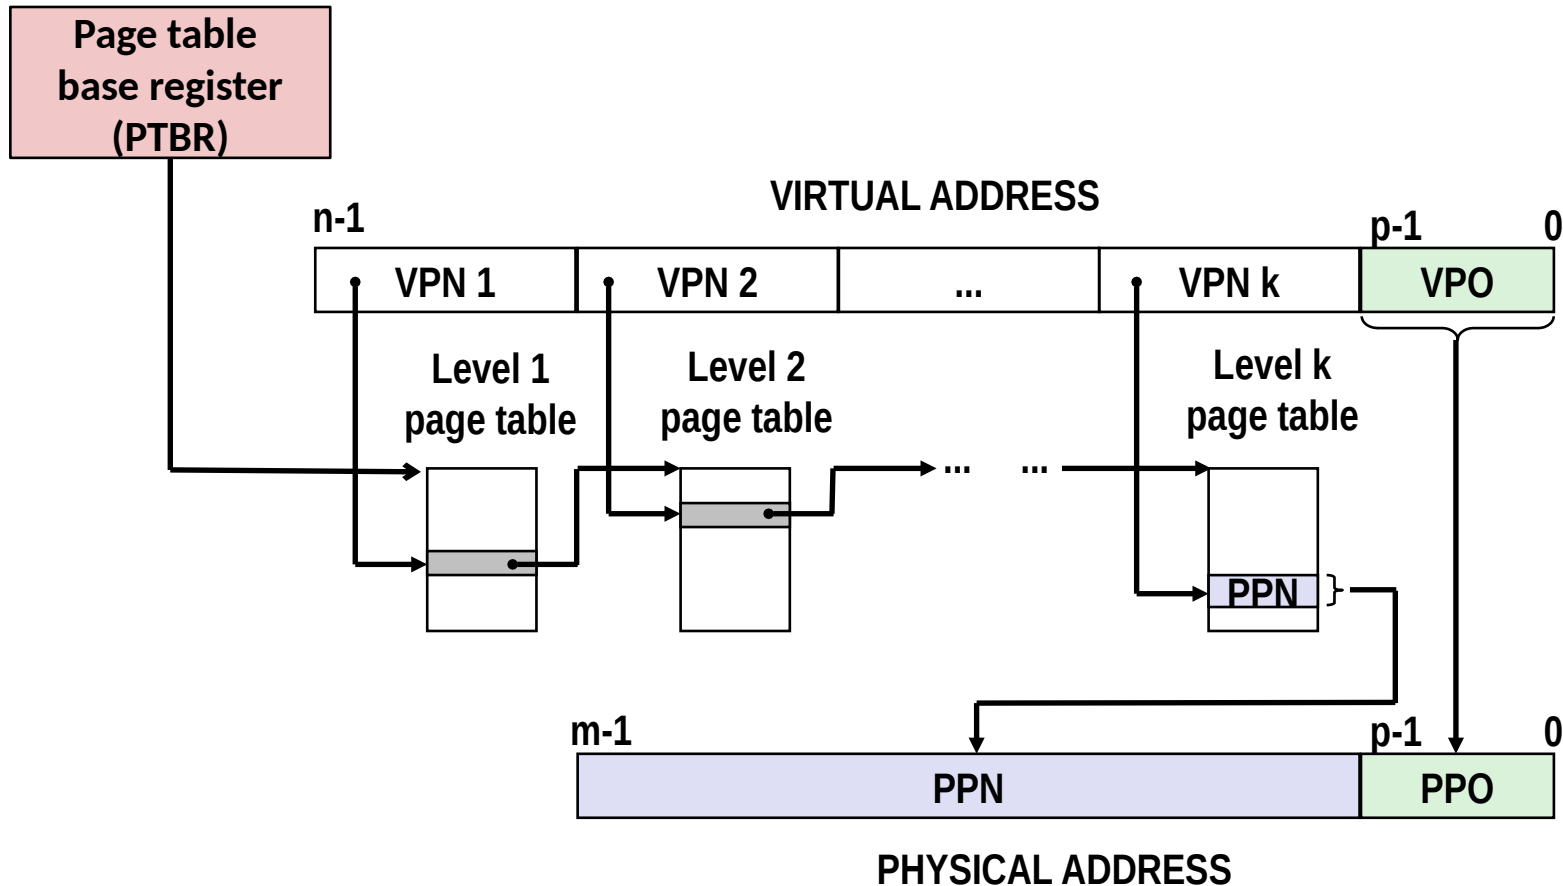 Page table
base register
(PTBR)
VIRTUAL ADDRESS
n-1
p-1 0
VPN 1 VPN 2 ... VPN k VPO
Level 1
page table
Level 2
page table
Level k
page table
... ...
PPN
m-1
p-1 0
PPN PPO
PHYSICAL ADDRESS